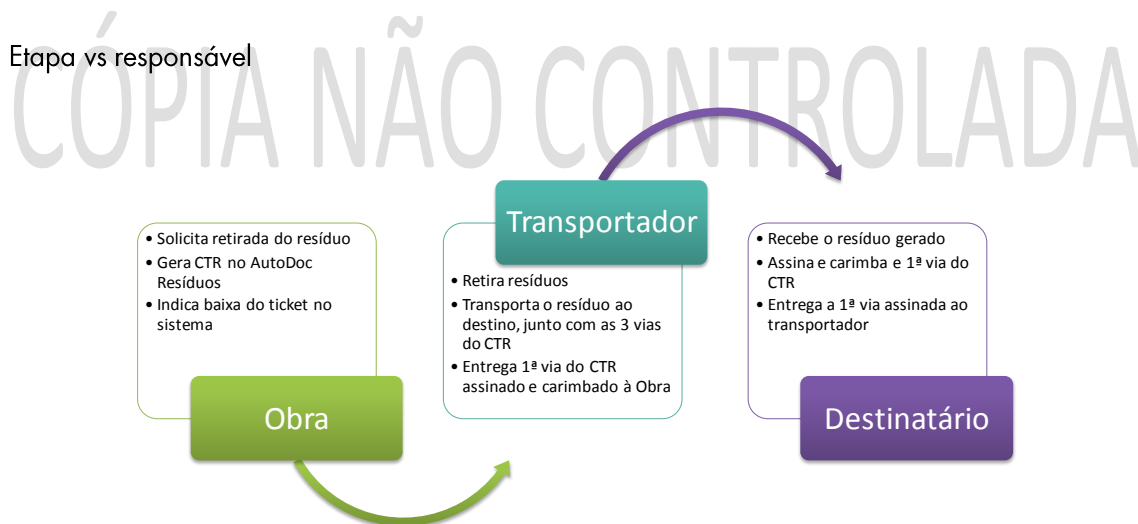 CÓPIA NÃO CONTROLADA
Etapa vs responsável
• Solicita retirada do resíduo
• Gera CTR no AutoDoc
Resíduos
• Indica baixa do ticket no
sistema
Obra
Transportador
• Retira resíduos
• Transporta o resíduo ao
destino, junto com as 3 vias
do CTR
• Entrega 1ª via do CTR
assinado e carimbado à Obra
• Recebe o resíduo gerado
• Assina e carimba e 1ª via do
CTR
• Entrega a 1ª via assinada ao
transportador
Destinatário